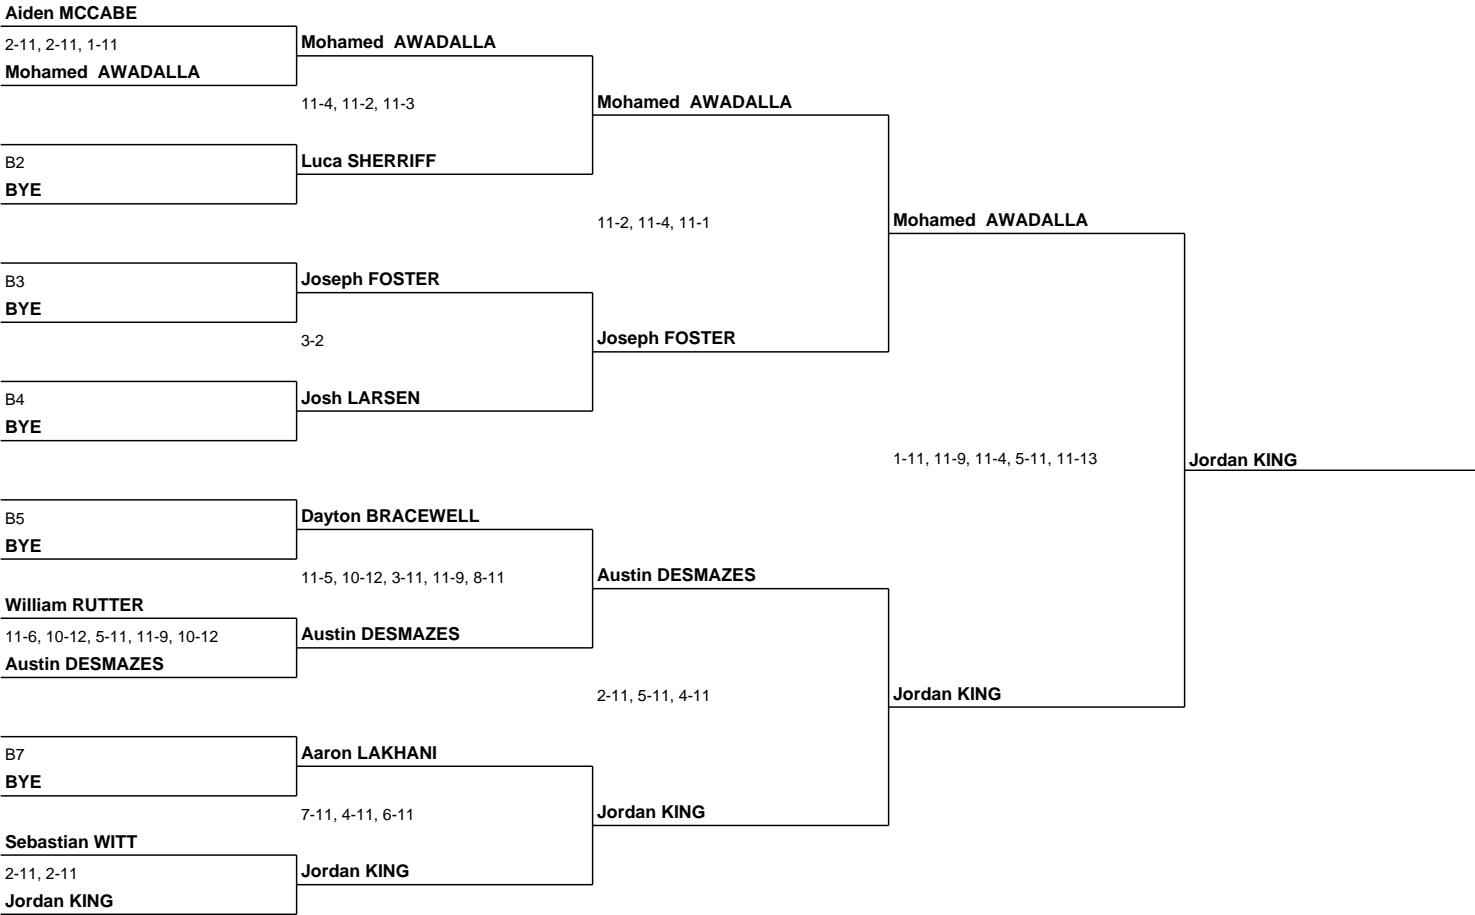 Aiden MCCABE
2-11, 2-11, 1-11
Mohamed  AWADALLA
B2
BYE
B3
BYE
B4
BYE
B5
BYE
William RUTTER
11-6, 10-12, 5-11, 11-9, 10-12
Austin DESMAZES
B7
BYE
Sebastian WITT
2-11, 2-11
Jordan KING
Mohamed  AWADALLA
11-4, 11-2, 11-3
Luca SHERRIFF
Joseph FOSTER
3-2
Josh LARSEN
Dayton BRACEWELL
11-5, 10-12, 3-11, 11-9, 8-11
Austin DESMAZES
Aaron LAKHANI
7-11, 4-11, 6-11
Jordan KING
Mohamed  AWADALLA
11-2, 11-4, 11-1
Joseph FOSTER
Austin DESMAZES
2-11, 5-11, 4-11
Jordan KING
Mohamed  AWADALLA
1-11, 11-9, 11-4, 5-11, 11-13
Jordan KING
Jordan KING